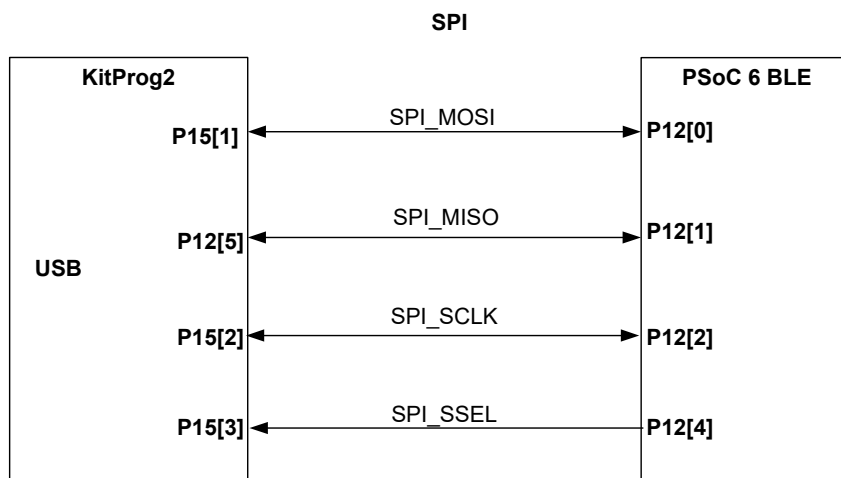 SPI
KitProg2
PSoC 6 BLE
SPI_MOSI
P15[1]
P12[0]
SPI_MISO
P12[5]
P12[1]
USB
SPI_SCLK
P15[2]
P12[2]
SPI_SSEL
P15[3]
P12[4]